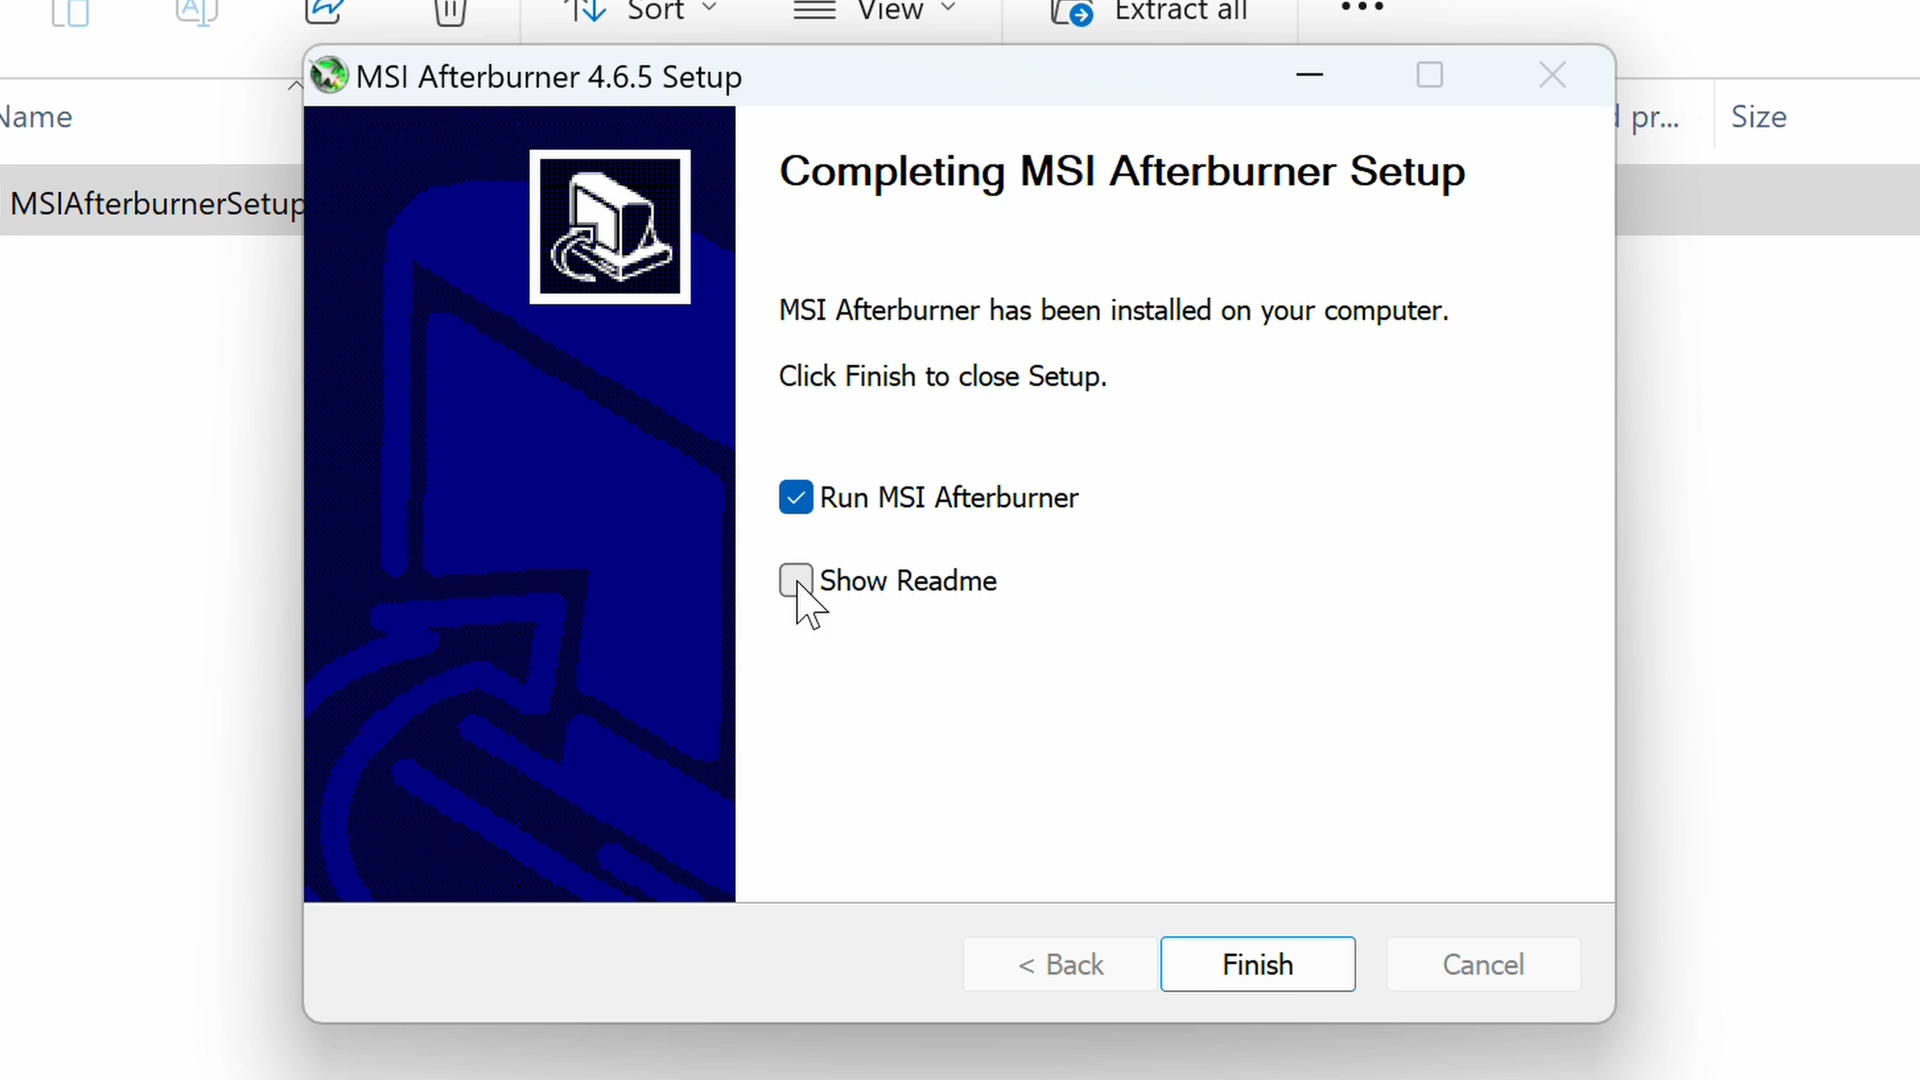 Sort
View
Extract all
MSI Afterburner 4.6.5 Setup
Name
pr...
Size
MSIAfterburnerSetup
Completing MSI Afterburner Setup
MSI Afterburner has been installed on your computer.
Click Finish to close Setup.
Run MSI Afterburner
Show Readme
< Back
Finish
Cancel